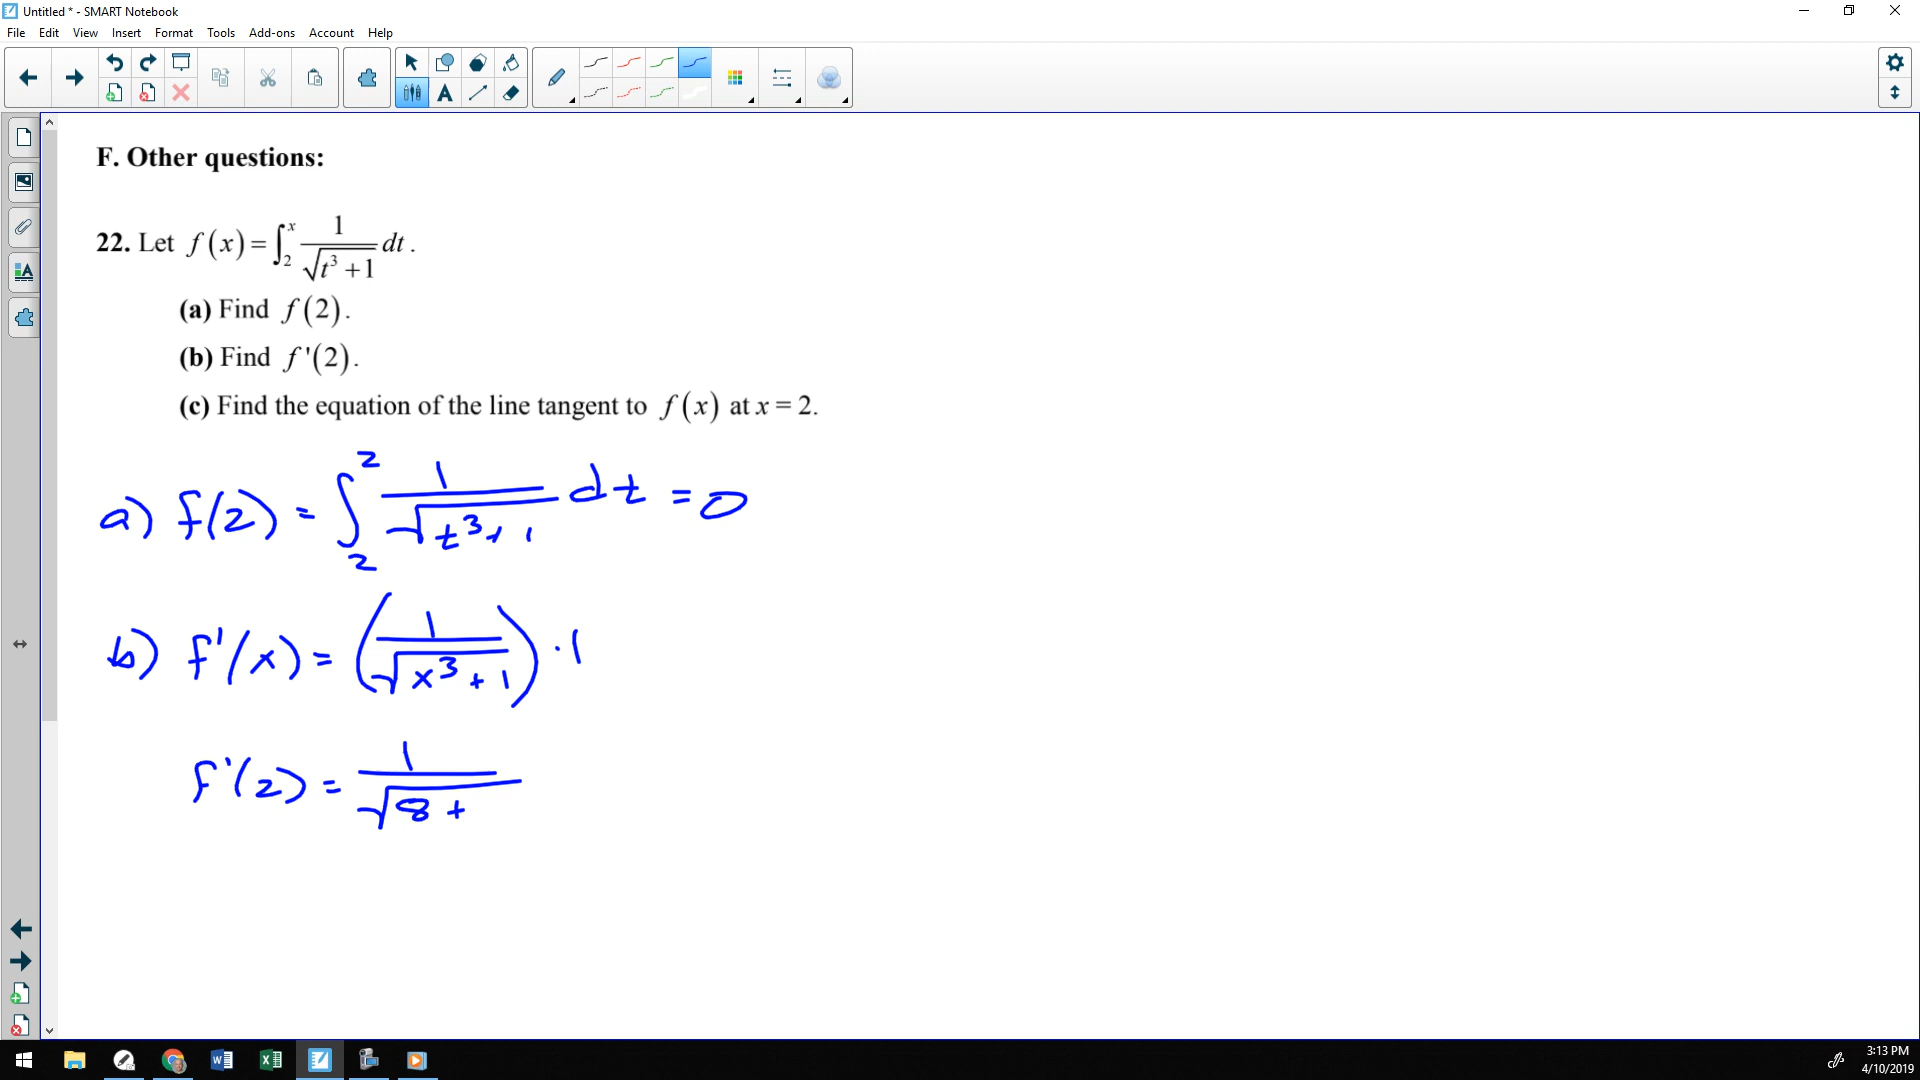 Untitled * - SMART Notebook
File Edit View Insert Format Tools Add-ons Account Help
A
A
F. Other questions:
22. Let f(x) = ∫₂ˣ 1/√(t³+1) dt.
(a) Find f(2).
(b) Find f'(2).
(c) Find the equation of the line tangent to f(x) at x = 2.
a) f(2) = ∫₂² 1/√(t³+1) dt = 0
b) f'(x) = (1/√(x³+1)) · 1
f'(2) = 1/√(8+
3:13 PM
4/10/2019